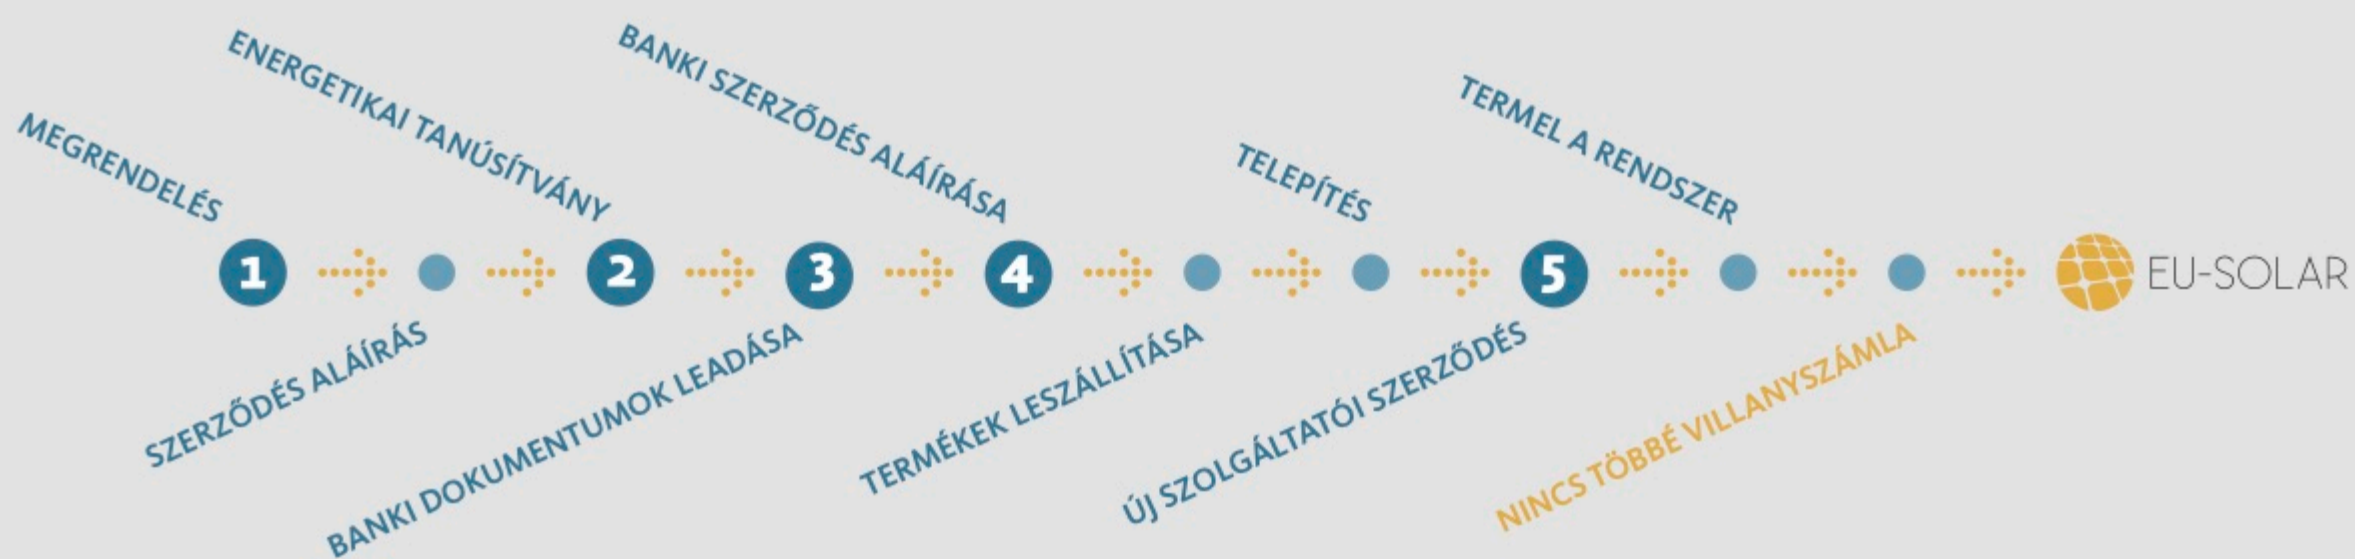 MEGRENDELÉS
1
SZERZŐDÉS ALÁÍRÁS
ENERGETIKAI TANÚSÍTVÁNY
2
BANKI DOKUMENTUMOK LEADÁSA
3
BANKI SZERZŐDÉS ALÁÍRÁSA
4
TERMÉKEK LESZÁLLÍTÁSA
TELEPÍTÉS
ÚJ SZOLGÁLTATÓI SZERZŐDÉS
5
TERMEL A RENDSZER
NINCS TÖBBÉ VILLANYSZÁMLA
EU-SOLAR